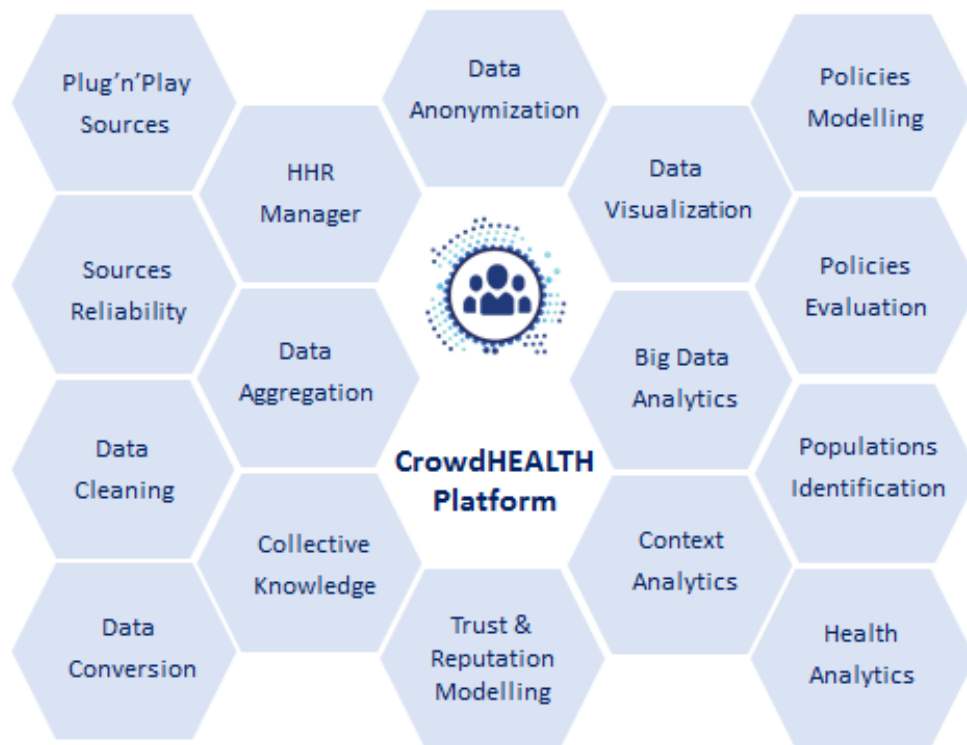 Plug’n’Play
Sources
Data
Anonymization
Policies
Modelling
HHR
Manager
Data
Visualization
Sources
Reliability
Policies
Evaluation
Data
Aggregation
Big Data
Analytics
Data
Cleaning
CrowdHEALTH
Platform
Populations
Identification
Collective
Knowledge
Context
Analytics
Data
Conversion
Trust &
Reputation
Modelling
Health
Analytics